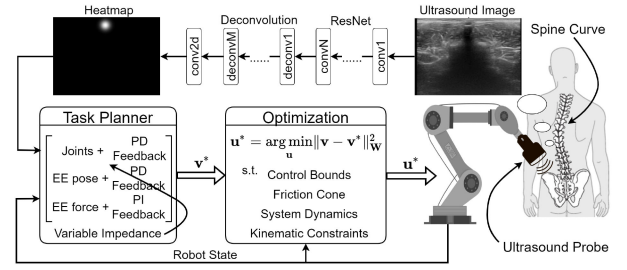 Heatmap
Deconvolution
ResNet
Ultrasound Image
conv2d
deconvM
......
deconv1
convN
......
conv1
Spine Curve
Task Planner
Joints + PD Feedback
EE pose + PD Feedback
EE force + PI Feedback
Variable Impedance
v*
Optimization
u* = arg min ‖v − v*‖²_W
u
s.t.
Control Bounds
Friction Cone
System Dynamics
Kinematic Constraints
u*
Robot State
Ultrasound Probe